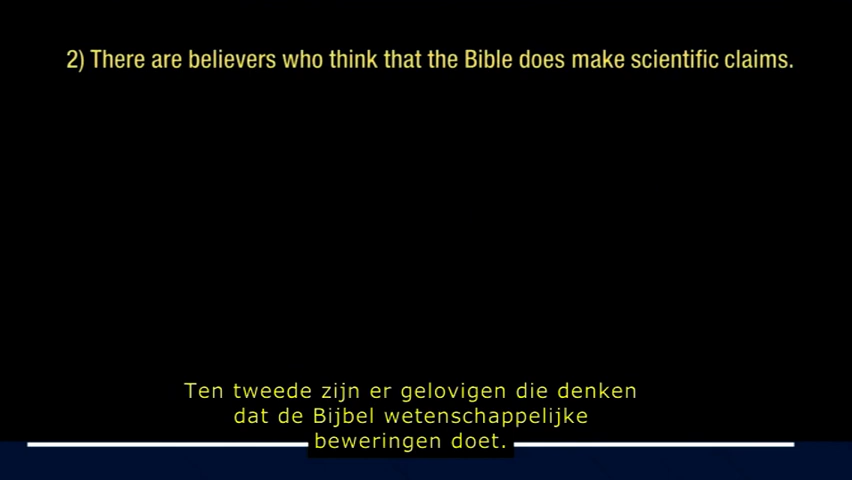 2) There are believers who think that the Bible does make scientific claims.
Ten tweede zijn er gelovigen die denken
dat de Bijbel wetenschappelijke
beweringen doet.